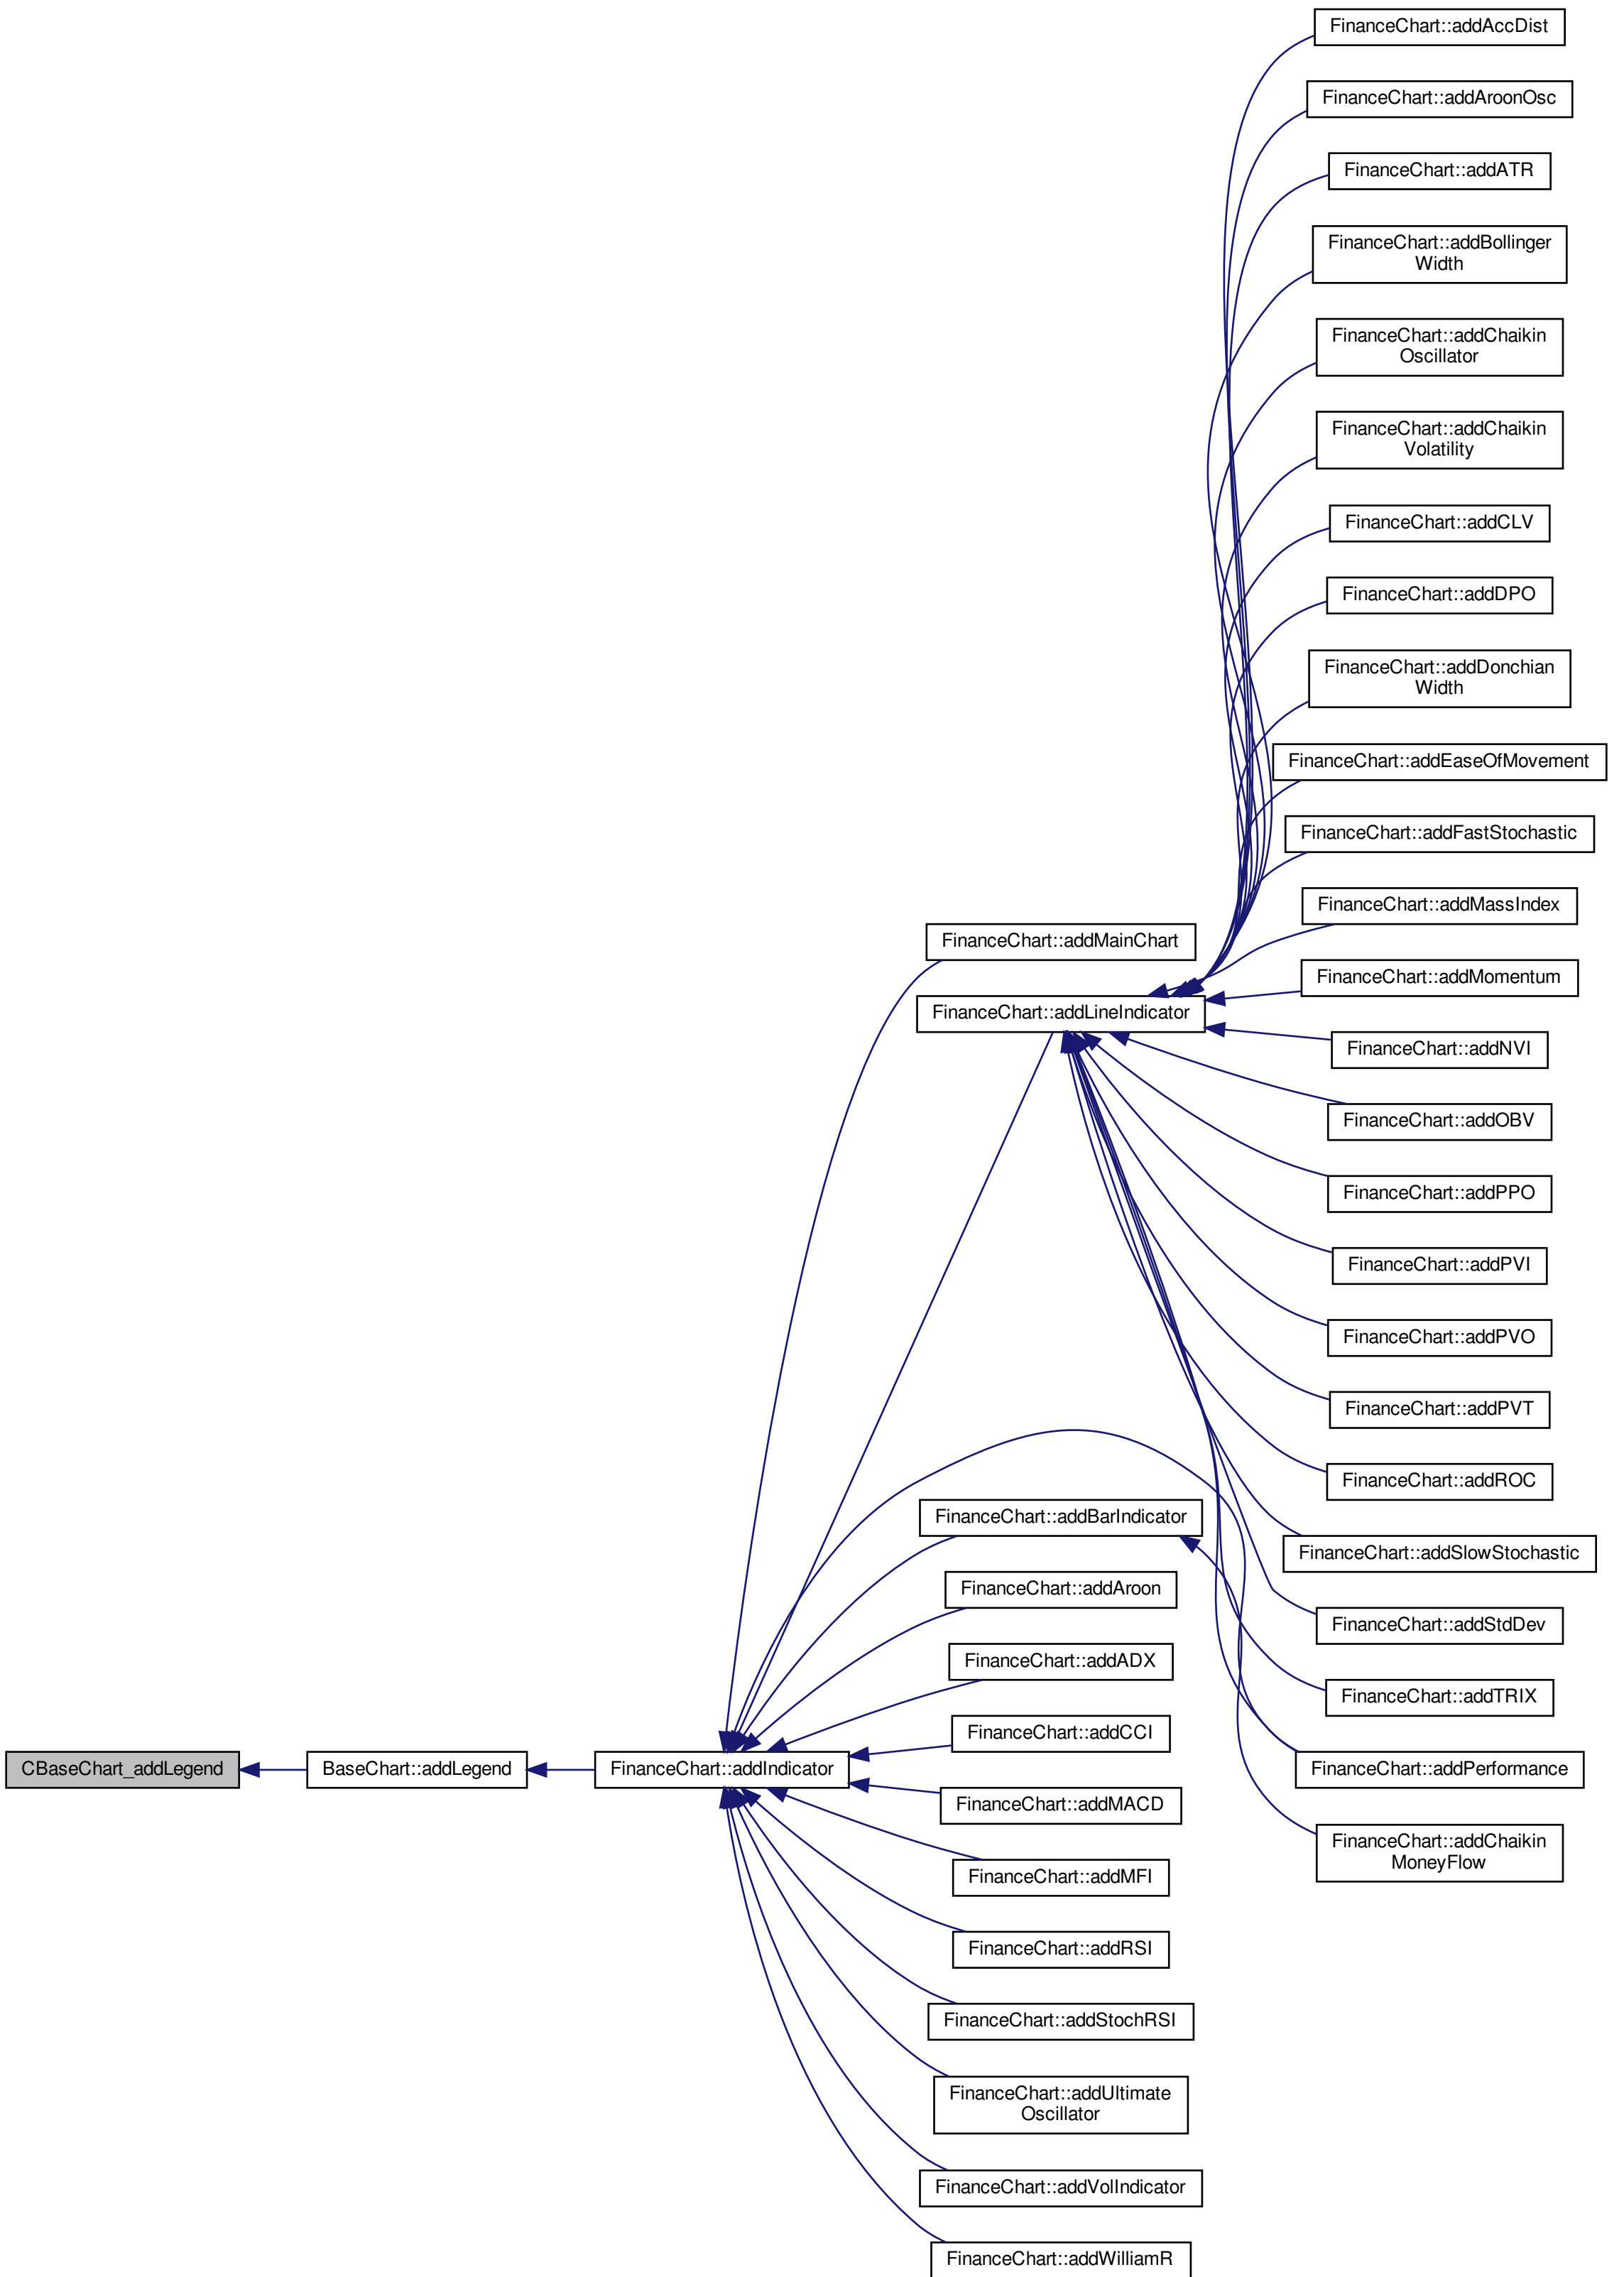 FinanceChart::addAccDist
FinanceChart::addAroonOsc
FinanceChart::addATR
FinanceChart::addBollinger
Width
FinanceChart::addChaikin
Oscillator
FinanceChart::addChaikin
Volatility
FinanceChart::addCLV
FinanceChart::addDPO
FinanceChart::addDonchian
Width
FinanceChart::addEaseOfMovement
FinanceChart::addFastStochastic
FinanceChart::addMassIndex
FinanceChart::addMainChart
FinanceChart::addMomentum
FinanceChart::addLineIndicator
FinanceChart::addNVI
FinanceChart::addOBV
FinanceChart::addPPO
FinanceChart::addPVI
FinanceChart::addPVO
FinanceChart::addPVT
FinanceChart::addROC
FinanceChart::addBarIndicator
FinanceChart::addSlowStochastic
FinanceChart::addAroon
FinanceChart::addStdDev
FinanceChart::addADX
FinanceChart::addTRIX
FinanceChart::addCCI
CBaseChart_addLegend
BaseChart::addLegend
FinanceChart::addIndicator
FinanceChart::addPerformance
FinanceChart::addMACD
FinanceChart::addChaikin
MoneyFlow
FinanceChart::addMFI
FinanceChart::addRSI
FinanceChart::addStochRSI
FinanceChart::addUltimate
Oscillator
FinanceChart::addVolIndicator
FinanceChart::addWilliamR